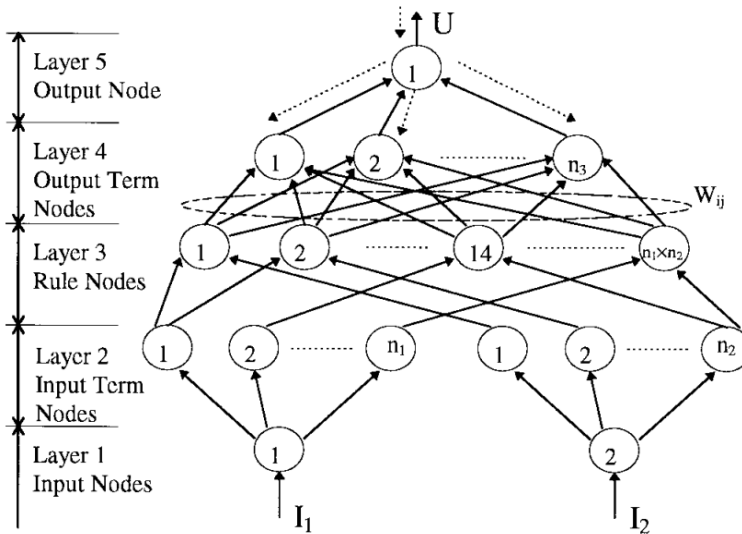 U
Layer 5
Output Node
1
Layer 4
Output Term
Nodes
1 2 n₃
Wᵢⱼ
Layer 3
Rule Nodes
1 2 14 n₁×n₂
Layer 2
Input Term
Nodes
1 2 n₁ 1 2 n₂
Layer 1
Input Nodes
1 2
I₁ I₂